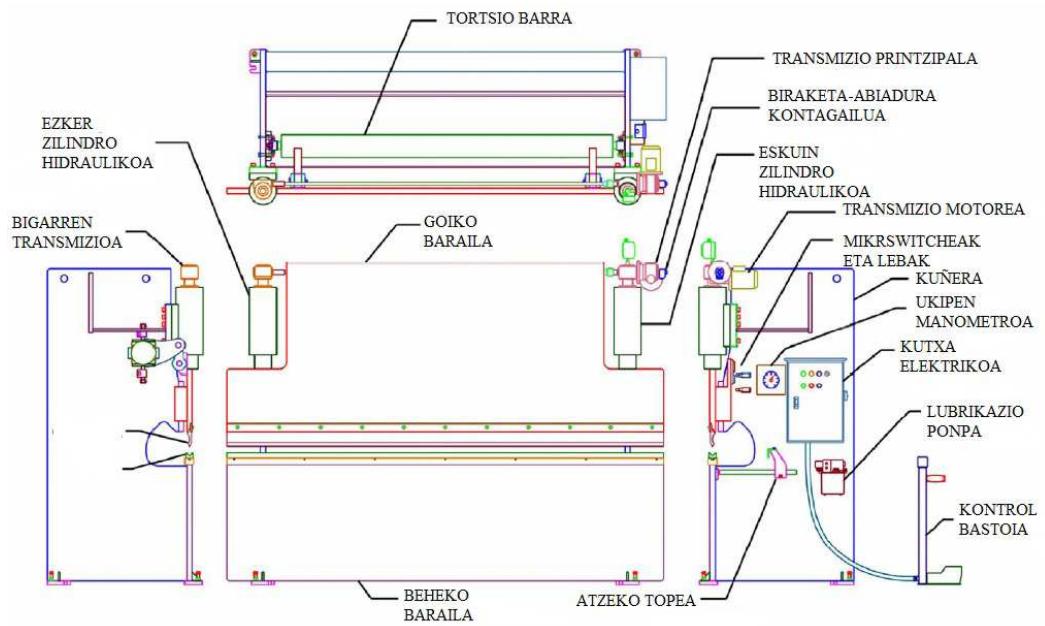 TORTSIO BARRA
TRANSMIZIO PRINTZIPALA
BIRAKETA-ABIADURA
KONTAGAILUA
EZKER
ZILINDRO
HIDRAULIKOA
ESKUIN
ZILINDRO
HIDRAULIKOA
BIGARREN
TRANSMIZIOA
GOIKO
BARAILA
TRANSMIZIO MOTOREA
MIKRSWITCHEAK
ETA LEBAK
KUÑERA
UKIPEN
MANOMETROA
KUTXA
ELEKTRIKOA
LUBRIKAZIO
PONPA
KONTROL
BASTOIA
BEHEKO
BARAILA
ATZEKO TOPEA